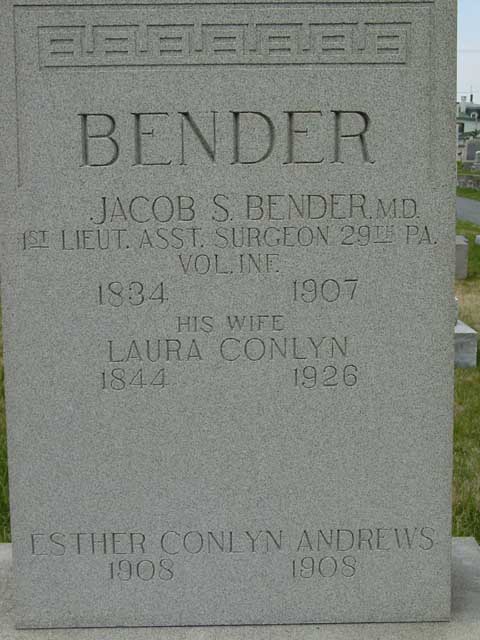 BENDER
JACOB S. BENDER, M.D.
1ST LIEUT. ASST. SURGEON 29TH PA.
VOL. INF.
1834 1907
HIS WIFE
LAURA CONLYN
1844 1926
ESTHER CONLYN ANDREWS
1908 1908